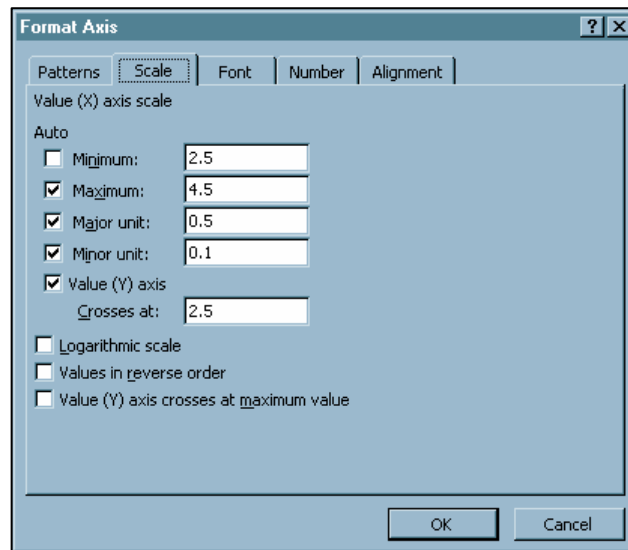 Format Axis ? X
Patterns Scale Font Number Alignment
Value (X) axis scale
Auto
Minimum: 2.5
Maximum: 4.5
Major unit: 0.5
Minor unit: 0.1
Value (Y) axis
Crosses at: 2.5
Logarithmic scale
Values in reverse order
Value (Y) axis crosses at maximum value
OK Cancel